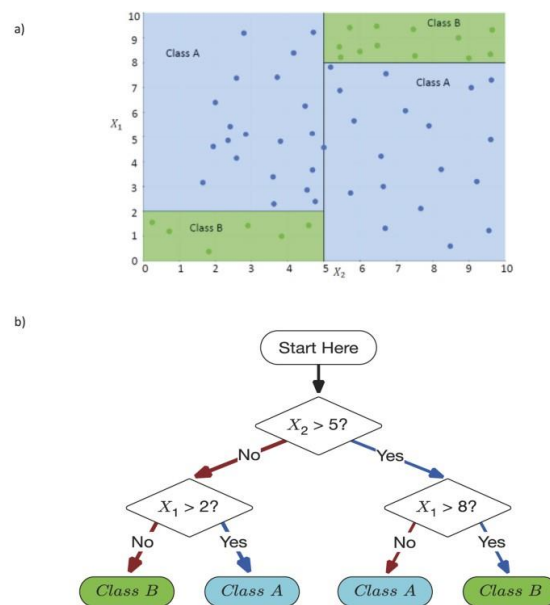 a)
10
9
8
7
6
5
4
3
2
1
0
X₁
Class A
Class B
Class B
Class A
0 1 2 3 4 5 6 7 8 9 10
X₂
b)
Start Here
X₂ > 5?
No Yes
X₁ > 2? X₁ > 8?
No Yes No Yes
Class B Class A Class A Class B